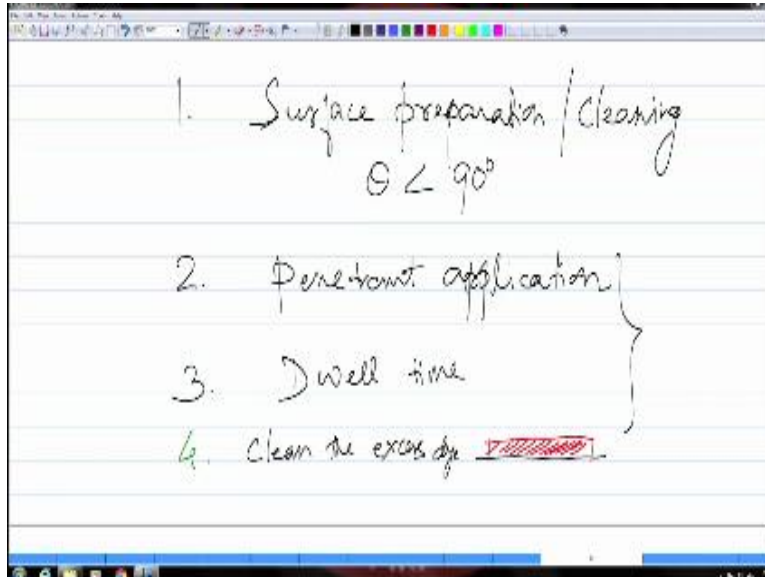 1. Surface preparation / Cleaning
θ < 90°
2. Penetrant application
3. Dwell time
4. Clean the excess dye